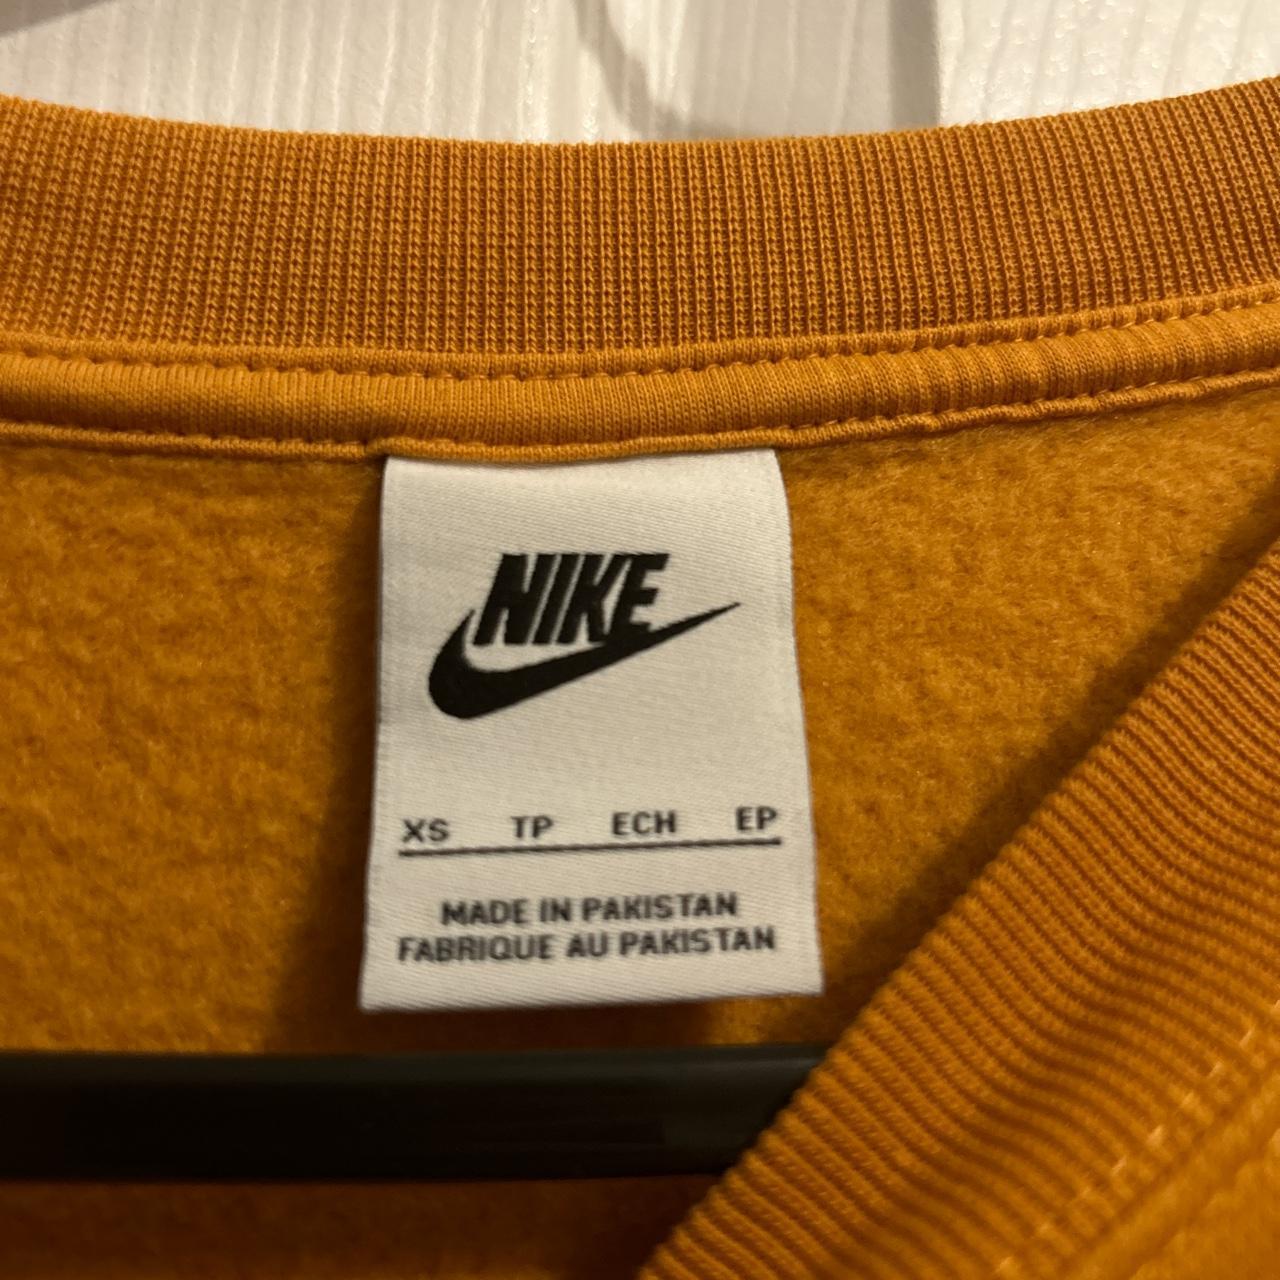 NIKE
XS TP ECH EP
MADE IN PAKISTAN
FABRIQUE AU PAKISTAN